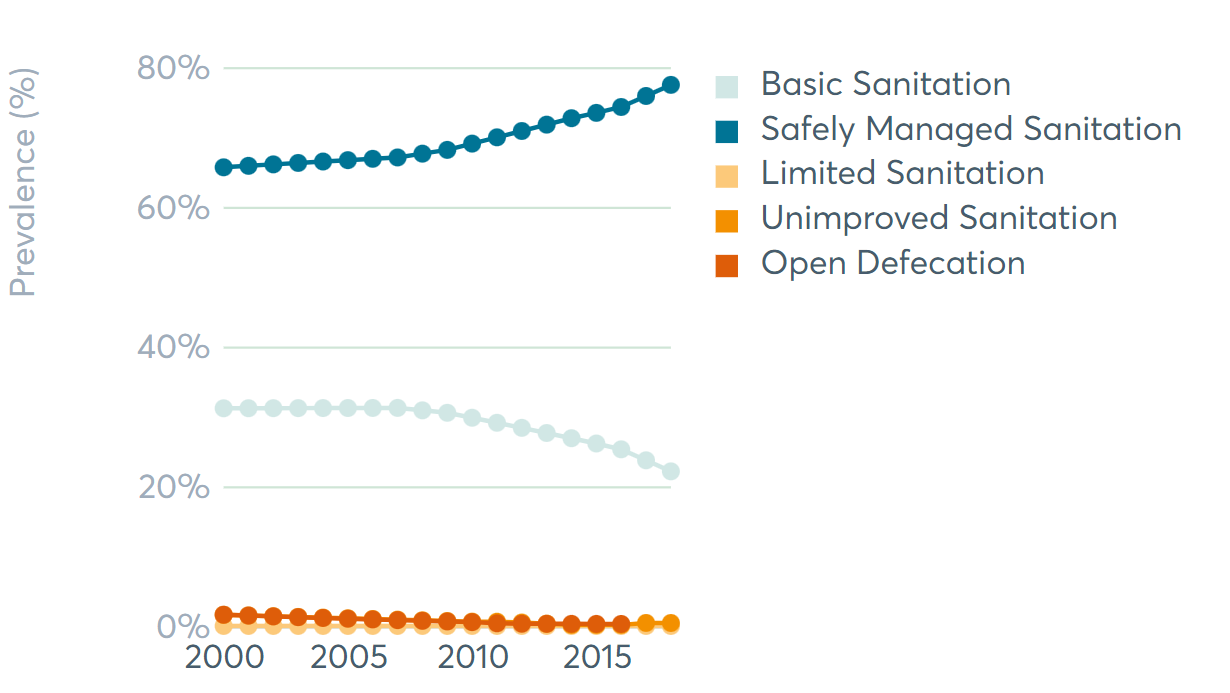 Prevalence (%)
80%
60%
40%
20%
0%
2000 2005 2010 2015
Basic Sanitation
Safely Managed Sanitation
Limited Sanitation
Unimproved Sanitation
Open Defecation